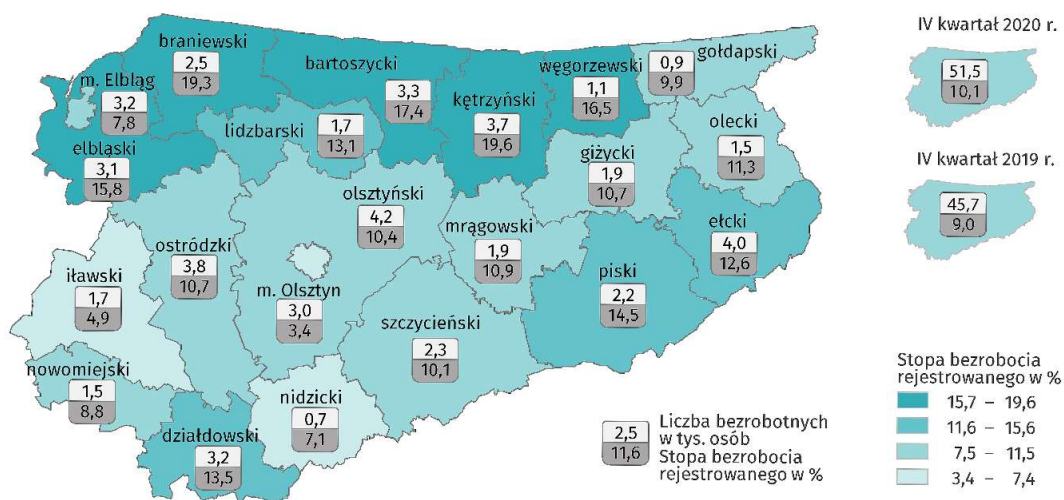 IV kwartał 2020 r.
51,5
10,1
IV kwartał 2019 r.
45,7
9,0
braniewski
2,5
19,3
bartoszycki
3,3
17,4
węgorzewski
1,1
16,5
gołdapski
0,9
9,9
m. Elbląg
3,2
7,8
lidzbarski
1,7
13,1
kętrzyński
3,7
19,6
olecki
1,5
11,3
elbląski
3,1
15,8
giżycki
1,9
10,7
olsztyński
4,2
10,4
mrągowski
1,9
10,9
ełcki
4,0
12,6
ostródzki
3,8
10,7
iławski
1,7
4,9
m. Olsztyn
3,0
3,4
piski
2,2
14,5
szczycieński
2,3
10,1
nowomiejski
1,5
8,8
nidzicki
0,7
7,1
działdowski
3,2
13,5
2,5
11,6
Liczba bezrobotnych
w tys. osób
Stopa bezrobocia
rejestrowanego w %
Stopa bezrobocia
rejestrowanego w %
15,7 – 19,6
11,6 – 15,6
7,5 – 11,5
3,4 – 7,4